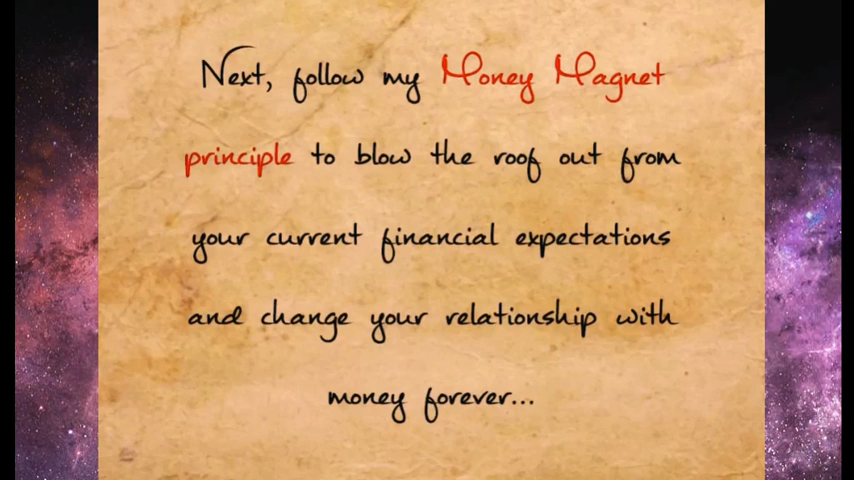 Next, follow my Money Magnet
principle to blow the roof out from
your current financial expectations
and change your relationship with
money forever...